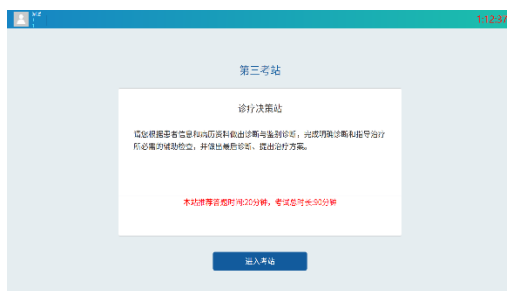 1:12:37
第三考站
诊疗决策站
请您根据患者信息和病历资料做出诊断与鉴别诊断，完成明确诊断和指导治疗
所必需的辅助检查，并做出最后诊断、提出治疗方案。
本站推荐答题时间:20分钟，考试总时长:90分钟
进入考站